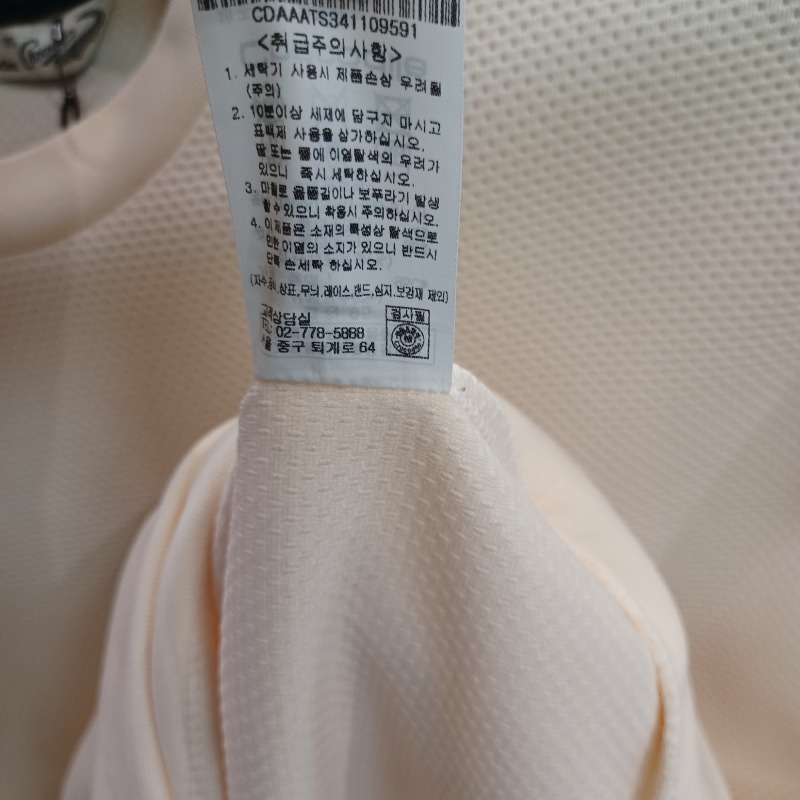 CDAAATS341109591
<취급주의사항>
1. 세탁기 사용시 제품손상 우려됨
(주의)
2. 10분이상 세재에 담구지 마시고
표백제 사용을 삼가하십시오.
땀 또는 물에 이염탈색의 우려가
있으니 즉시 세탁하십시오.
3. 마찰로 올뜯김이나 보푸라기 발생
할수있으니 착용시 주의하십시오.
4. 이제품은 소재의 특성상 탈색으로
인한 이염의 소지가 있으니 반드시
단독 손세탁 하십시오.
상표,무늬,레이스,밴드,심지,보강재 제외)
고객상담실
TEL: 02-778-5888
서울 중구 퇴계로 64
검사필